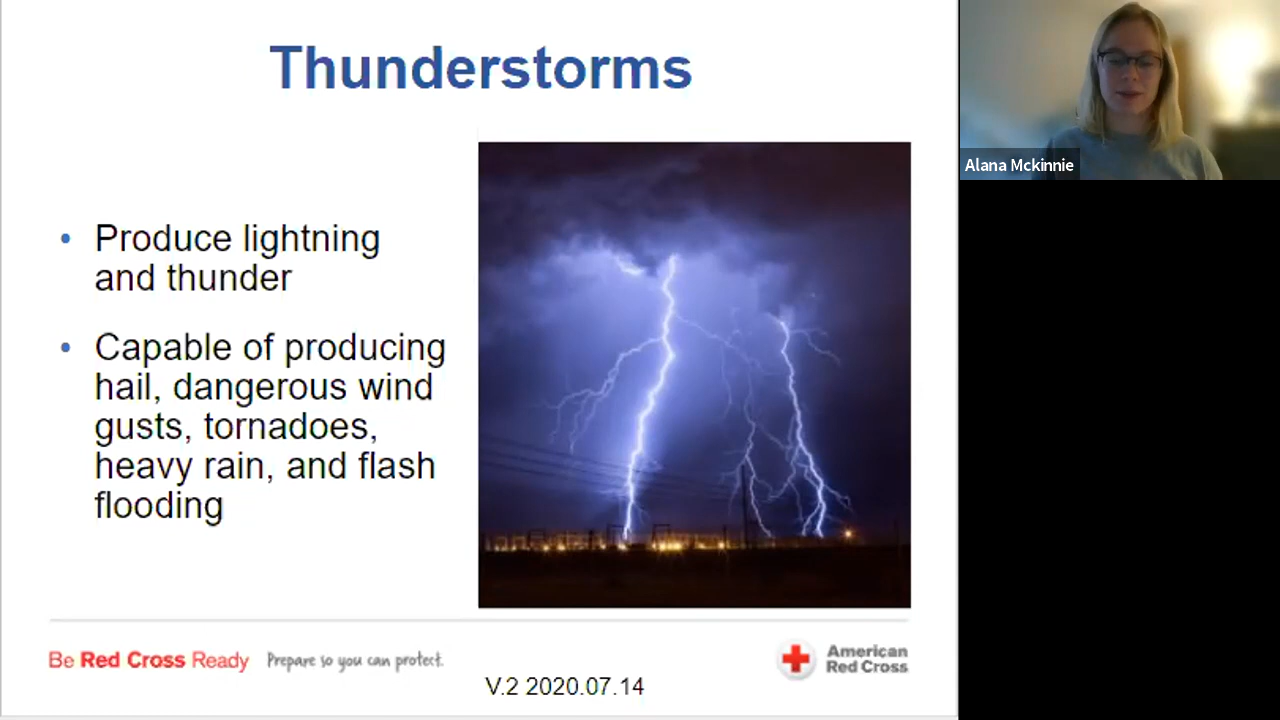 Thunderstorms
• Produce lightning
and thunder
• Capable of producing
hail, dangerous wind
gusts, tornadoes,
heavy rain, and flash
flooding
Be Red Cross Ready Prepare so you can protect.
American
Red Cross
V.2 2020.07.14
Alana Mckinnie